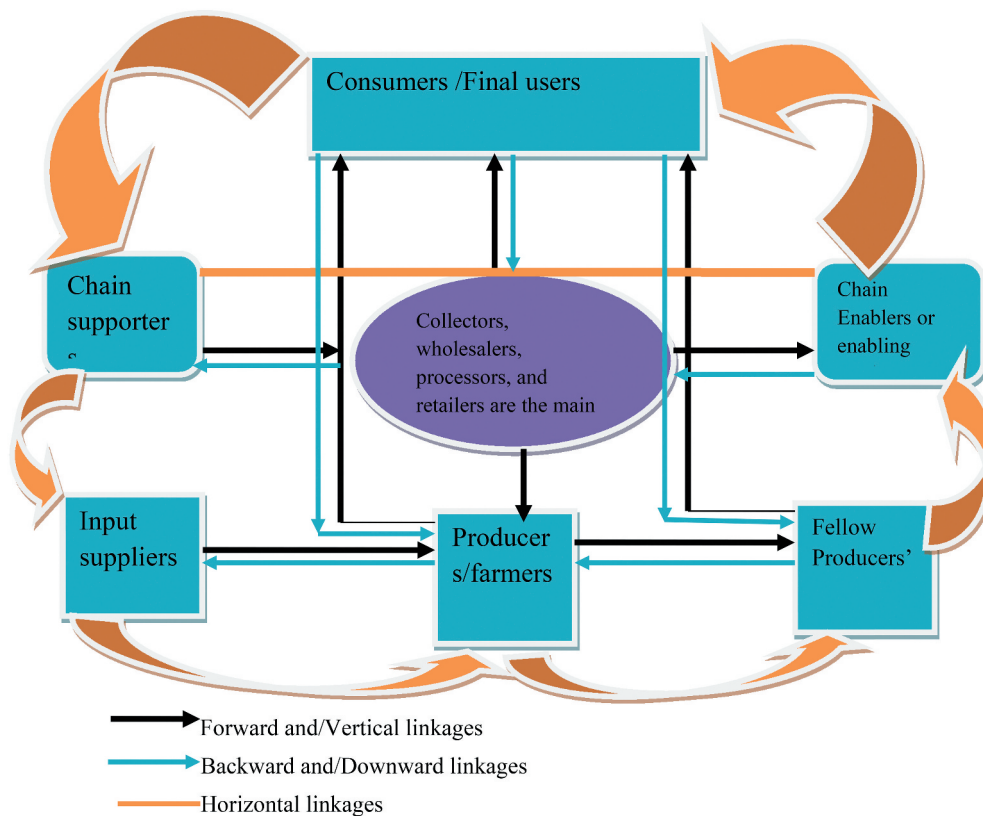 Consumers /Final users
Chain
supporter
s
Collectors,
wholesalers,
processors, and
retailers are the main
Chain
Enablers or
enabling
Input
suppliers
Producer
s/farmers
Fellow
Producers’
Forward and/Vertical linkages
Backward and/Downward linkages
Horizontal linkages